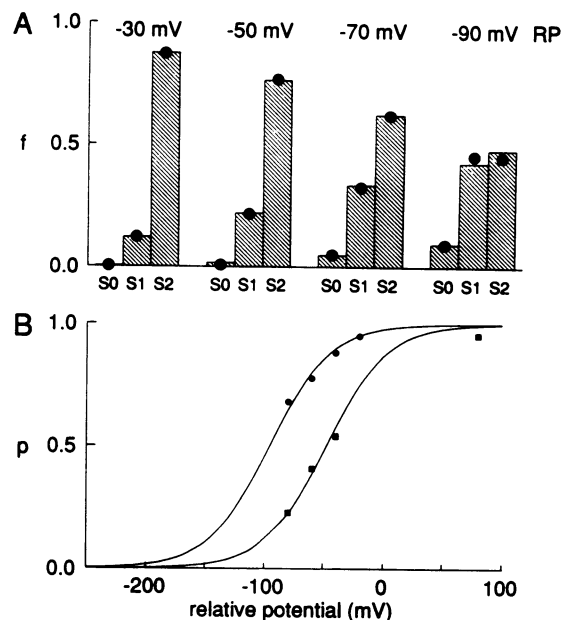 A
1.0
-30 mV -50 mV -70 mV -90 mV RP
f
0.5
0.0
S0 S1 S2 S0 S1 S2 S0 S1 S2 S0 S1 S2
B
1.0
p
0.5
0.0
-200 -100 0 100
relative potential (mV)